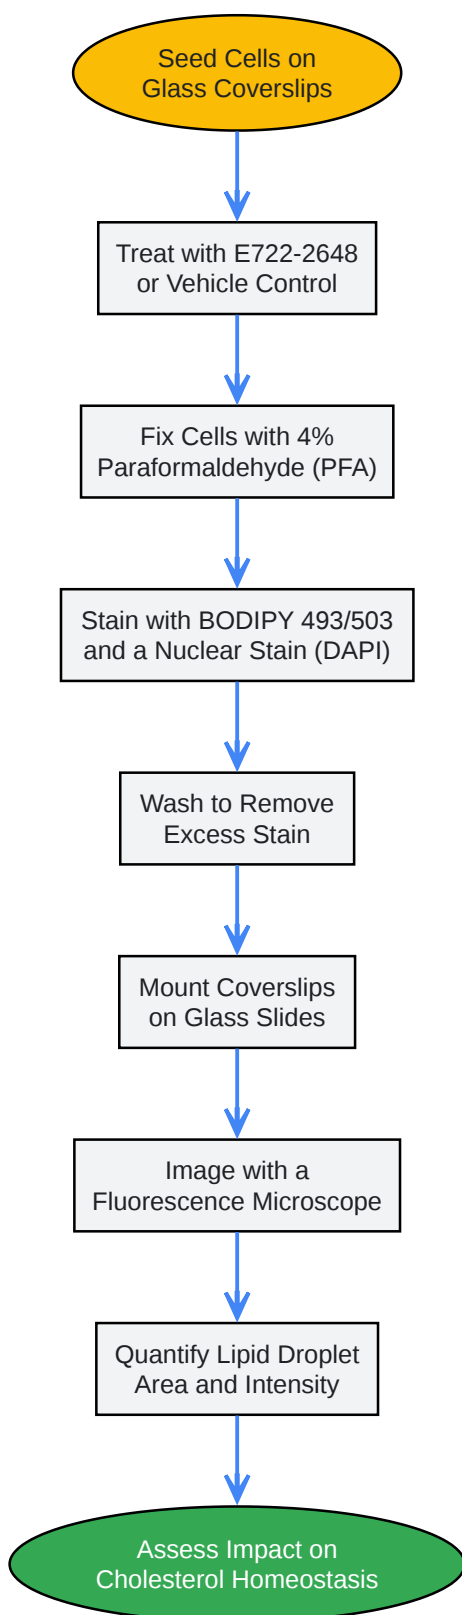 Seed Cells on
Glass Coverslips
Treat with E722-2648
or Vehicle Control
Fix Cells with 4%
Paraformaldehyde (PFA)
Stain with BODIPY 493/503
and a Nuclear Stain (DAPI)
Wash to Remove
Excess Stain
Mount Coverslips
on Glass Slides
Image with a
Fluorescence Microscope
Quantify Lipid Droplet
Area and Intensity
Assess Impact on
Cholesterol Homeostasis